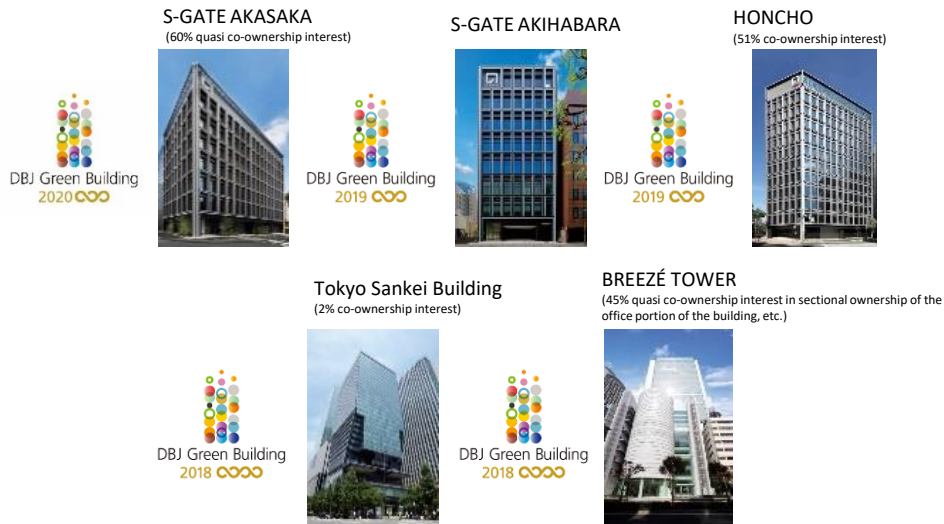 S-GATE AKASAKA
(60% quasi co-ownership interest)
DBJ Green Building
2020
S-GATE AKIHABARA
DBJ Green Building
2019
HONCHO
(51% co-ownership interest)
DBJ Green Building
2019
Tokyo Sankei Building
(2% co-ownership interest)
DBJ Green Building
2018
BREEZÉ TOWER
(45% quasi co-ownership interest in sectional ownership of the
office portion of the building, etc.)
DBJ Green Building
2018